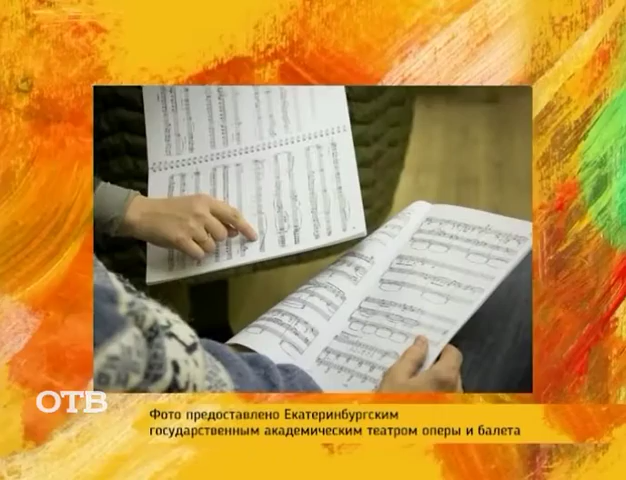 ОТВ
Фото предоставлено Екатеринбургским
государственным академическим театром оперы и балета